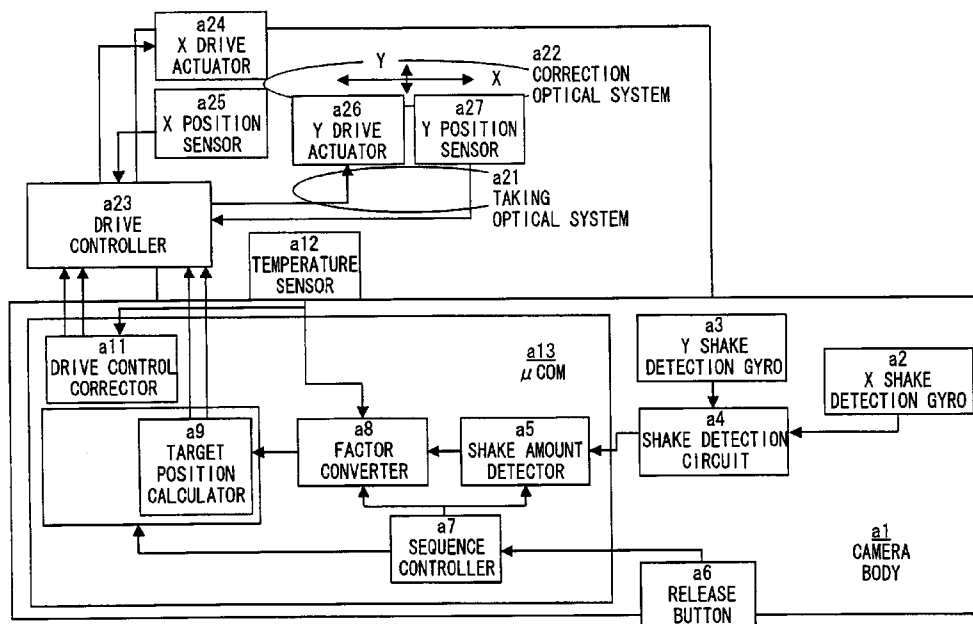 a24
X DRIVE
ACTUATOR
Y
X
a22
CORRECTION
OPTICAL SYSTEM
a25
X POSITION
SENSOR
a26
Y DRIVE
ACTUATOR
a27
Y POSITION
SENSOR
a21
TAKING
OPTICAL SYSTEM
a23
DRIVE
CONTROLLER
a12
TEMPERATURE
SENSOR
a11
DRIVE CONTROL
CORRECTOR
a13
μCOM
a3
Y SHAKE
DETECTION GYRO
a2
X SHAKE
DETECTION GYRO
a9
TARGET
POSITION
CALCULATOR
a8
FACTOR
CONVERTER
a5
SHAKE AMOUNT
DETECTOR
a4
SHAKE DETECTION
CIRCUIT
a7
SEQUENCE
CONTROLLER
a6
RELEASE
BUTTON
a1
CAMERA
BODY